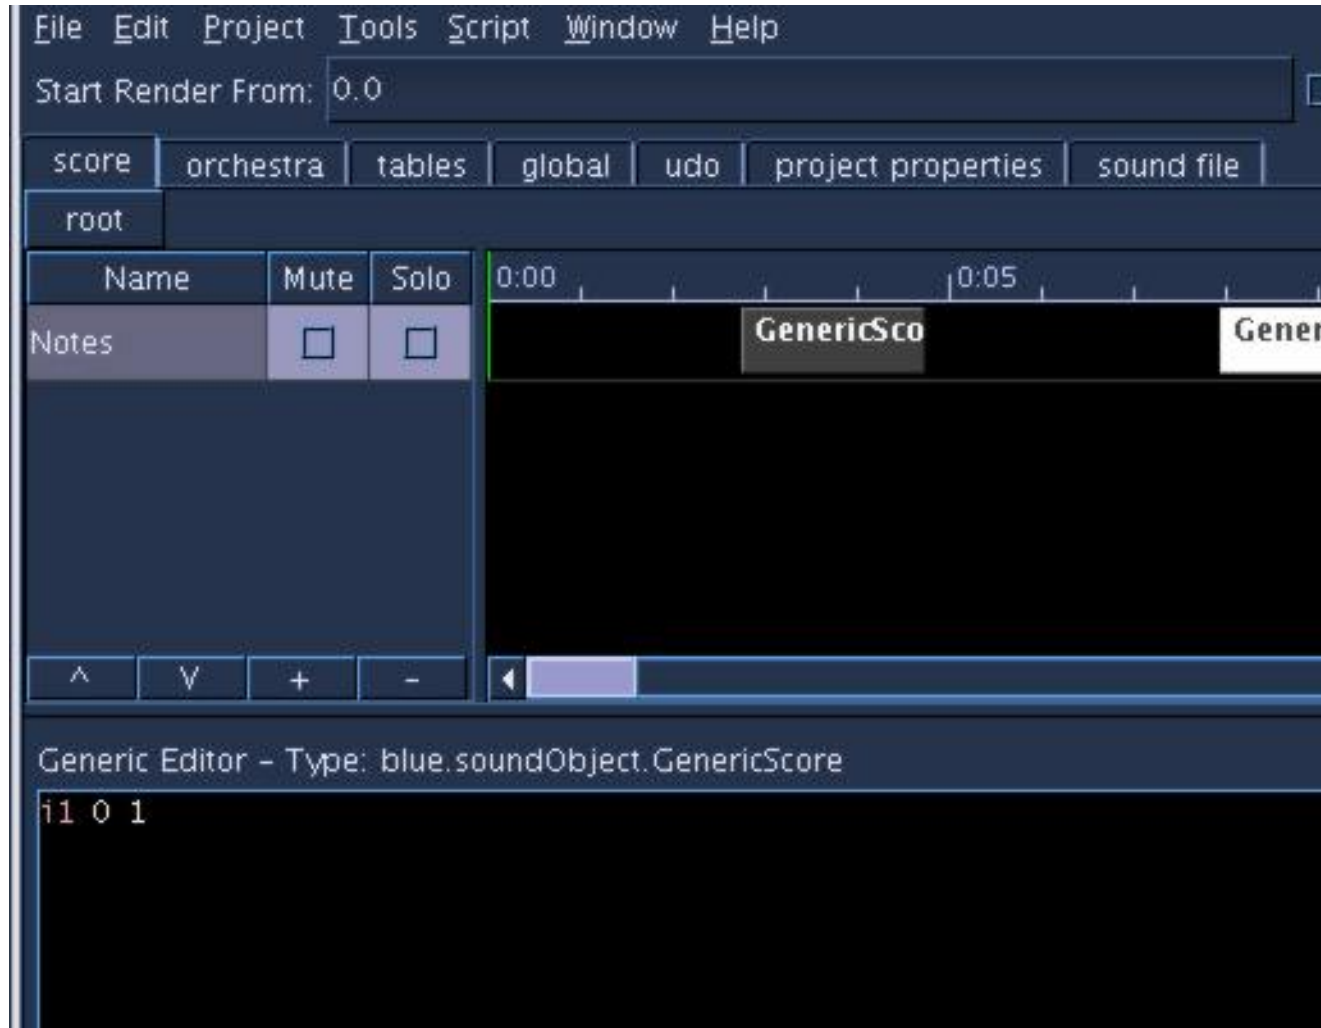 File Edit Project Tools Script Window Help
Start Render From: 0.0
score orchestra tables global udo project properties sound file
root
Name Mute Solo 0:00 0:05
Notes GenericSco Gener
^ V + -
Generic Editor – Type: blue.soundObject.GenericScore
i1 0 1